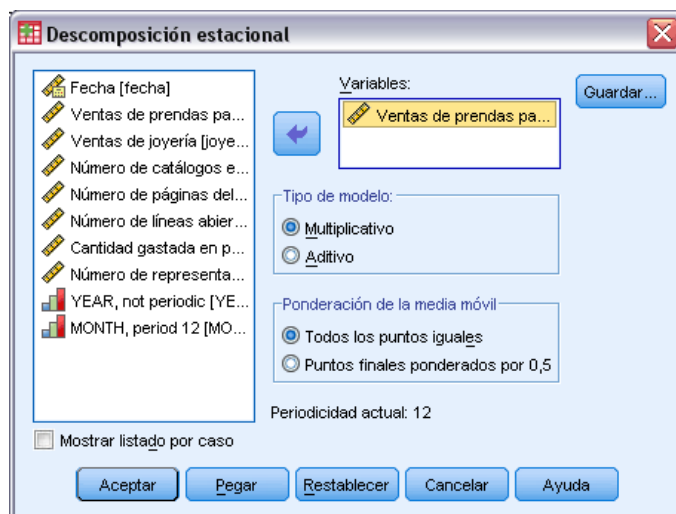 Descomposición estacional
Fecha [fecha]
Ventas de prendas pa...
Ventas de joyería [joye...
Número de catálogos e...
Número de páginas del...
Número de líneas abier...
Cantidad gastada en p...
Número de representa...
YEAR, not periodic [YE...
MONTH, period 12 [MO...
Mostrar listado por caso
Variables:
Ventas de prendas pa...
Guardar...
Tipo de modelo:
Multiplicativo
Aditivo
Ponderación de la media móvil
Todos los puntos iguales
Puntos finales ponderados por 0,5
Periodicidad actual: 12
Aceptar
Pegar
Restablecer
Cancelar
Ayuda